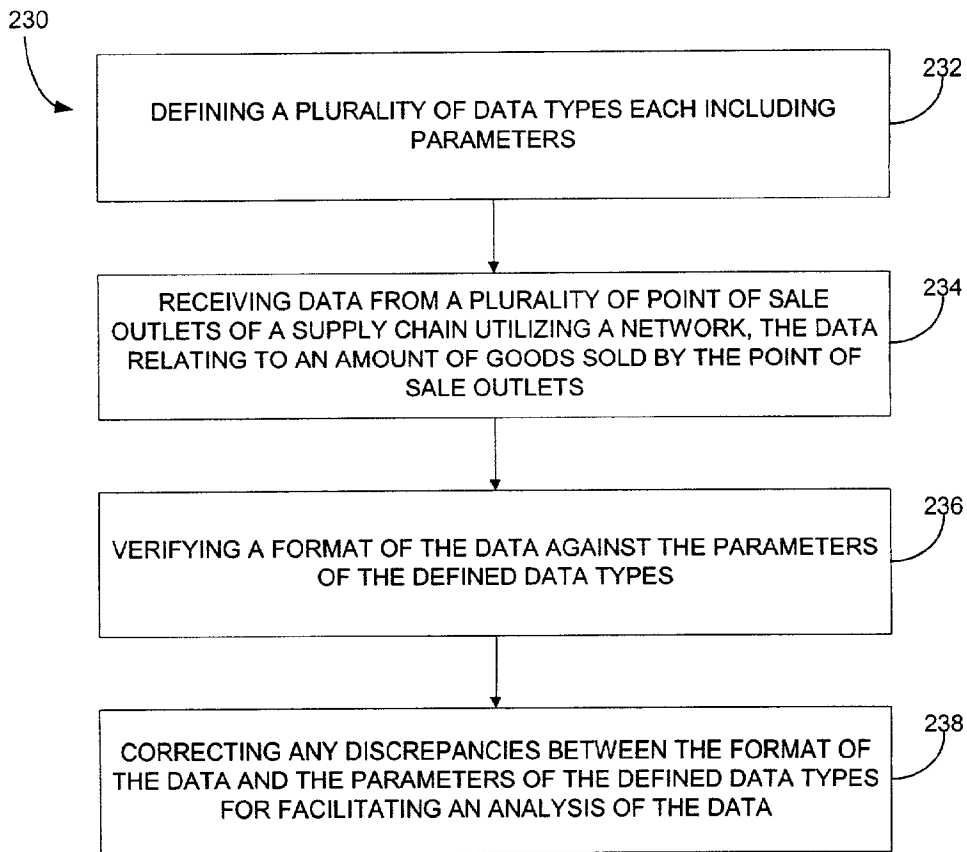 230
232
DEFINING A PLURALITY OF DATA TYPES EACH INCLUDING
PARAMETERS
234
RECEIVING DATA FROM A PLURALITY OF POINT OF SALE
OUTLETS OF A SUPPLY CHAIN UTILIZING A NETWORK, THE DATA
RELATING TO AN AMOUNT OF GOODS SOLD BY THE POINT OF
SALE OUTLETS
236
VERIFYING A FORMAT OF THE DATA AGAINST THE PARAMETERS
OF THE DEFINED DATA TYPES
238
CORRECTING ANY DISCREPANCIES BETWEEN THE FORMAT OF
THE DATA AND THE PARAMETERS OF THE DEFINED DATA TYPES
FOR FACILITATING AN ANALYSIS OF THE DATA